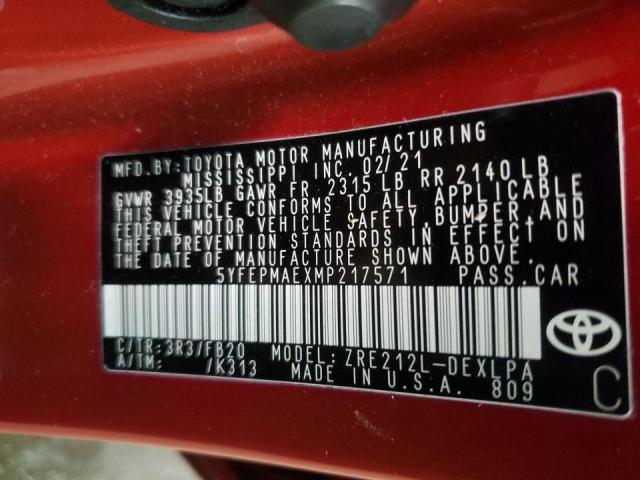 MFD.BY:TOYOTA MOTOR MANUFACTURING
MISSISSIPPI INC. 02/21
GVWR 3935LB GAWR FR 2315LB RR 2140LB
THIS VEHICLE CONFORMS TO ALL APPLICABLE
FEDERAL MOTOR VEHICLE SAFETY, BUMPER, AND
THEFT PREVENTION STANDARDS IN EFFECT ON
THE DATE OF MANUFACTURE SHOWN ABOVE.
5YFEPMAEXMP217571 PASS.CAR
C/TR:3R3/FB20 MODEL:ZRE212L-DEXLPA
A/TM: /K313 MADE IN U.S.A. 809
C